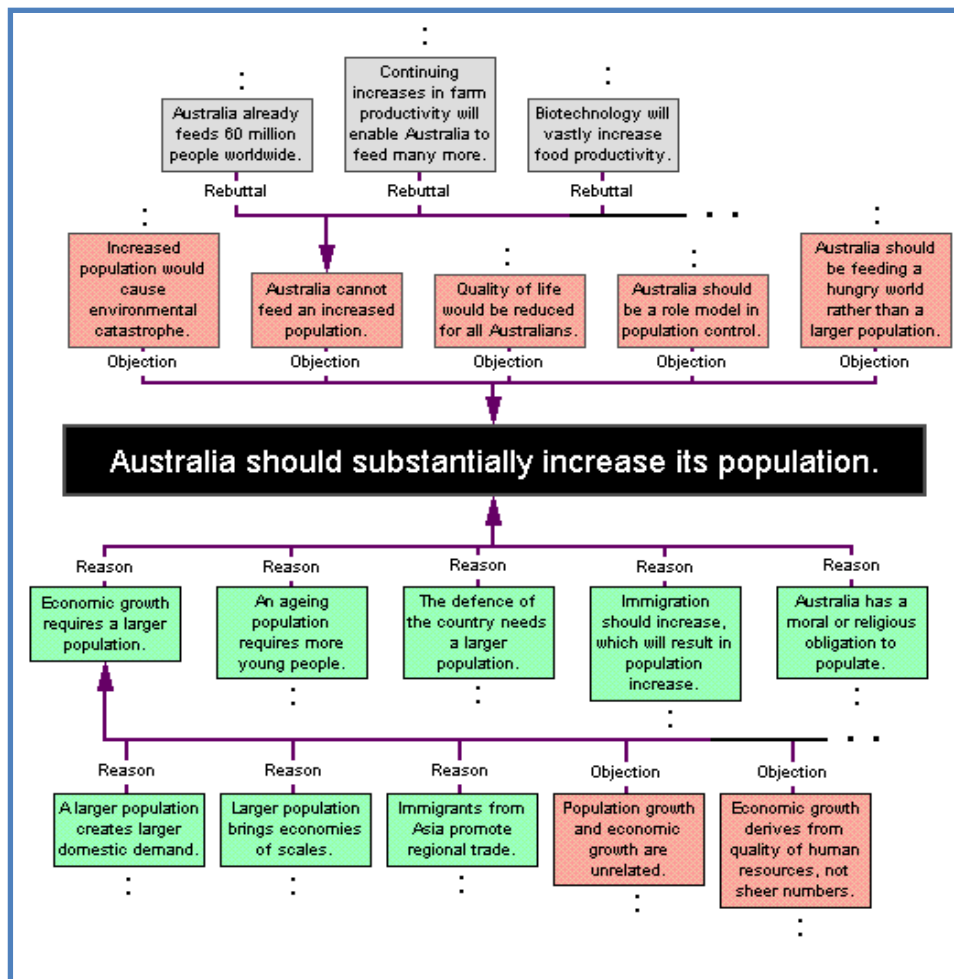 Australia already
feeds 60 million
people worldwide.
Continuing
increases in farm
productivity will
enable Australia to
feed many more.
Biotechnology will
vastly increase
food productivity.
Rebuttal
Rebuttal
Rebuttal
Increased
population would
cause
environmental
catastrophe.
Australia cannot
feed an increased
population.
Quality of life
would be reduced
for all Australians.
Australia should
be a role model in
population control.
Australia should
be feeding a
hungry world
rather than a
larger population.
Objection
Objection
Objection
Objection
Objection
Australia should substantially increase its population.
Reason
Reason
Reason
Reason
Reason
Economic growth
requires a larger
population.
An ageing
population
requires more
young people.
The defence of
the country needs
a larger
population.
Immigration
should increase,
which will result in
population
increase.
Australia has a
moral or religious
obligation to
populate.
Reason
Reason
Reason
Objection
Objection
A larger population
creates larger
domestic demand.
Larger population
brings economies
of scales.
Immigrants from
Asia promote
regional trade.
Population growth
and economic
growth are
unrelated.
Economic growth
derives from
quality of human
resources, not
sheer numbers.